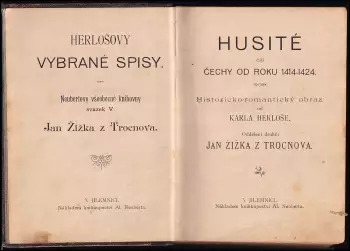 HERLOŠOVY
VYBRANÉ SPISY.
Neubertovy všeobecné knihovny
svazek V.
Jan Žižka z Trocnova.
V JILEMNICI.
Nákladem knihkupectví Al. Neuberta.
HUSITÉ
ČECHY OD ROKU 1414-1424.
Historicko-romantický obraz
od
KARLA HERLOŠE.
Oddělení druhé:
JAN ŽIŽKA Z TROCNOVA.
V JILEMNICI.
Nákladem knihkupectví Al. Neuberta.